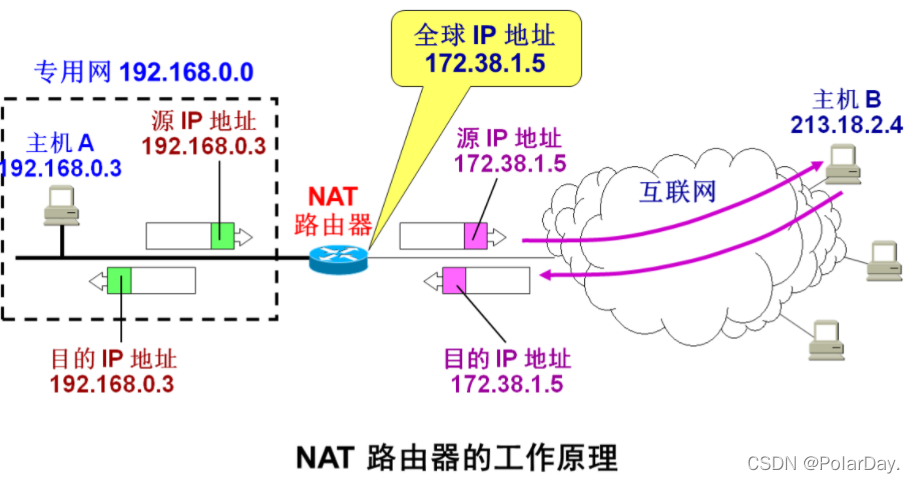 全球 IP 地址
172.38.1.5
专用网 192.168.0.0
主机 A
192.168.0.3
源 IP 地址
192.168.0.3
NAT
路由器
源 IP 地址
172.38.1.5
互联网
主机 B
213.18.2.4
目的 IP 地址
192.168.0.3
目的 IP 地址
172.38.1.5
NAT 路由器的工作原理
CSDN @PolarDay.